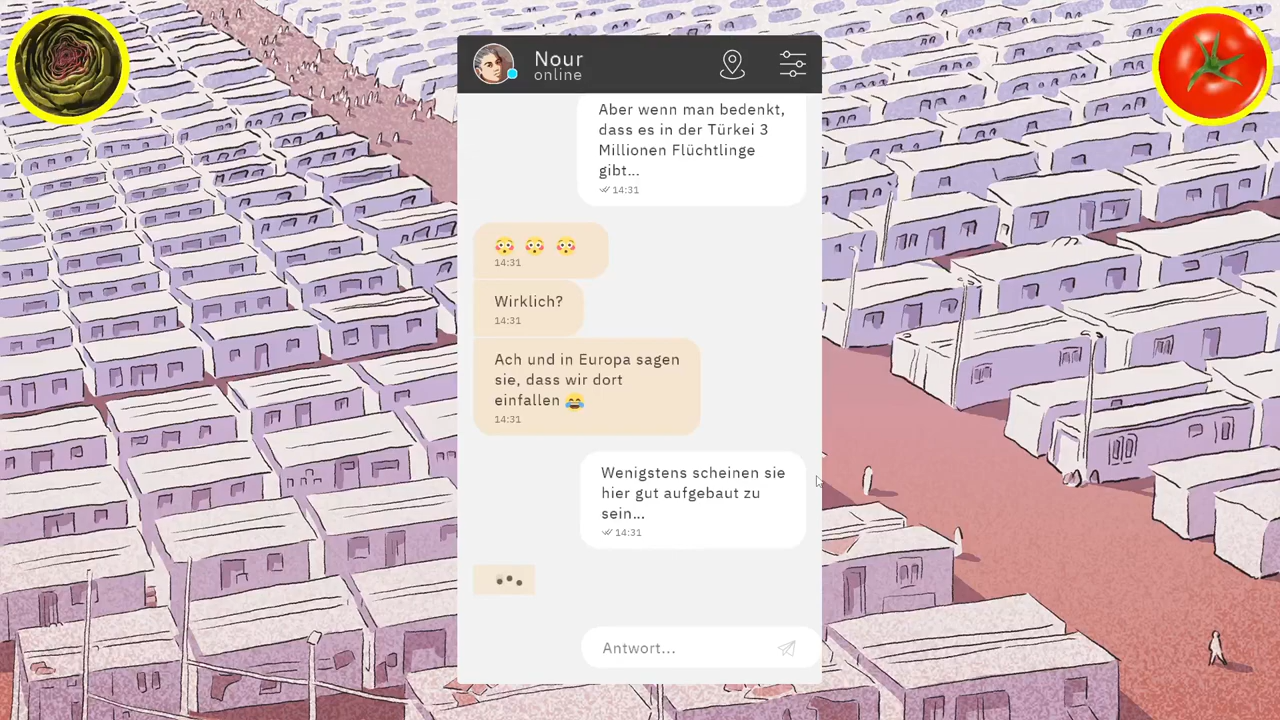 Nour
online
Aber wenn man bedenkt,
dass es in der Türkei 3
Millionen Flüchtlinge
gibt...
14:31
14:31
Wirklich?
14:31
Ach und in Europa sagen
sie, dass wir dort
einfallen 😂
14:31
Wenigstens scheinen sie
hier gut aufgebaut zu
sein...
14:31
Antwort...